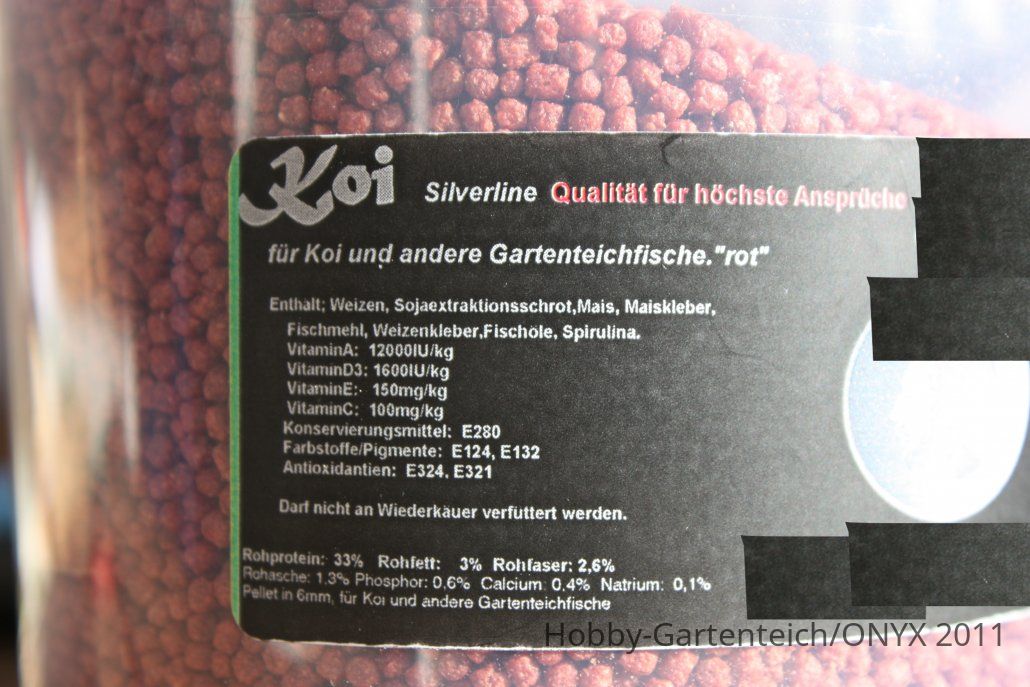 Koi Silverline Qualität für höchste Ansprüche
für Koi und andere Gartenteichfische."rot"
Enthält; Weizen, Sojaextraktionsschrot,Mais, Maiskleber,
Fischmehl, Weizenkleber,Fischöle, Spirulina.
VitaminA: 12000IU/kg
VitaminD3: 1600IU/kg
VitaminE: 150mg/kg
VitaminC: 100mg/kg
Konservierungsmittel: E280
Farbstoffe/Pigmente: E124, E132
Antioxidantien: E324, E321
Darf nicht an Wiederkäuer verfüttert werden.
Rohprotein: 33% Rohfett: 3% Rohfaser: 2,6%
Rohasche: 1,3% Phosphor: 0.6% Calcium: 0.4% Natrium: 0,1%
Pellet in 6mm, für Koi und andere Gartenteichfische
Hobby-Gartenteich/ONYX 2011